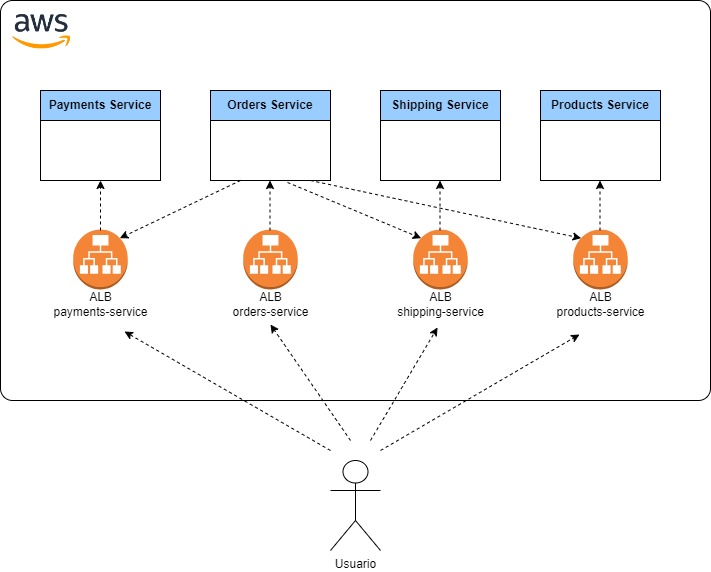 aws
Payments Service
Orders Service
Shipping Service
Products Service
ALB
payments-service
ALB
orders-service
ALB
shipping-service
ALB
products-service
Usuario